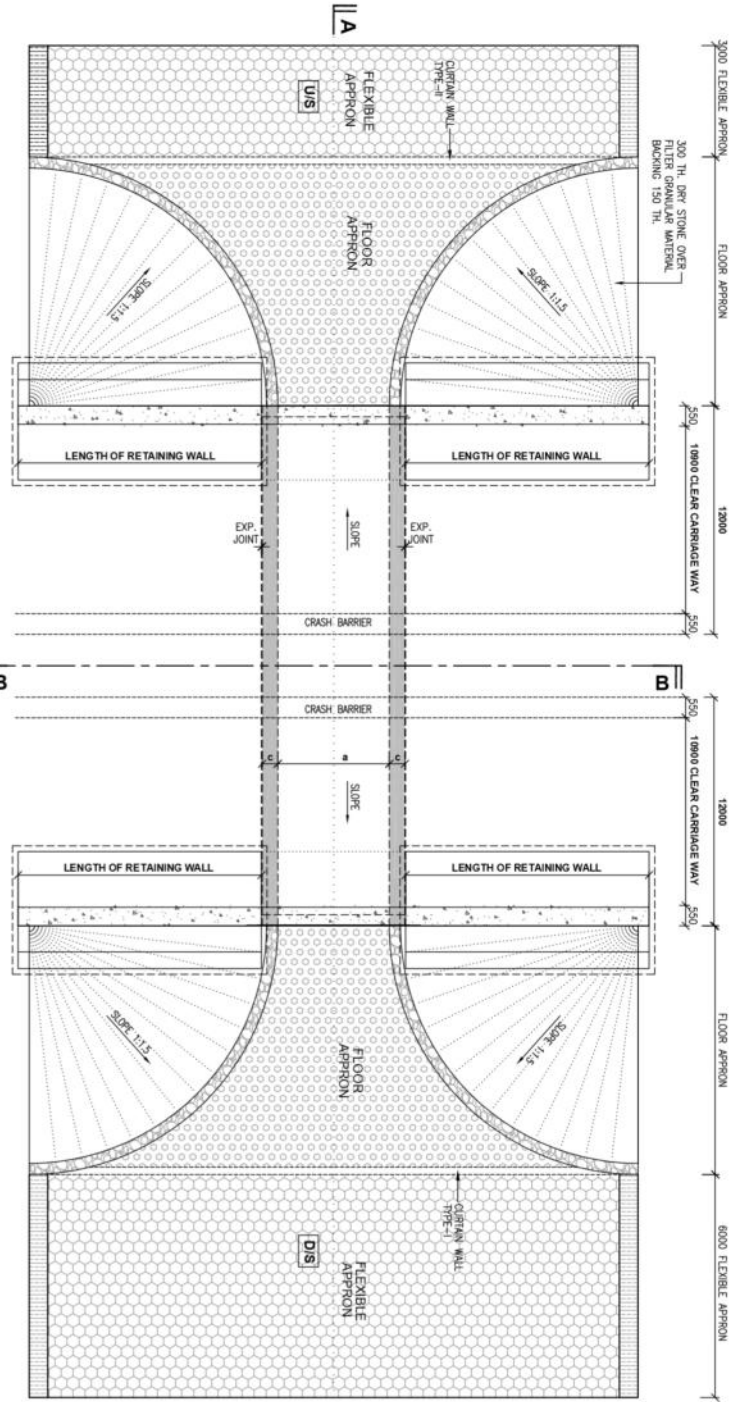 A
3000 FLEXIBLE APPRON
FLEXIBLE
APPRON
U/S
CURTAIN WALL
TYPE-II
300 TH. DRY STONE OVER
FILTER GRANULAR MATERIAL
BACKING 150 TH.
FLOOR APPRON
FLOOR
APPRON
SLOPE 1:1.5
SLOPE 1:1.5
550
LENGTH OF RETAINING WALL
LENGTH OF RETAINING WALL
10900 CLEAR CARRIAGE WAY
12000
EXP.
JOINT
SLOPE
EXP.
JOINT
CRASH BARRIER
550
B
B
CRASH BARRIER
550
c
a
c
SLOPE
10900 CLEAR CARRIAGE WAY
12000
LENGTH OF RETAINING WALL
LENGTH OF RETAINING WALL
550
SLOPE 1:1.5
SLOPE 1:1.5
FLOOR
APPRON
FLOOR APPRON
CURTAIN WALL
TYPE-I
D/S
FLEXIBLE
APPRON
6000 FLEXIBLE APPRON